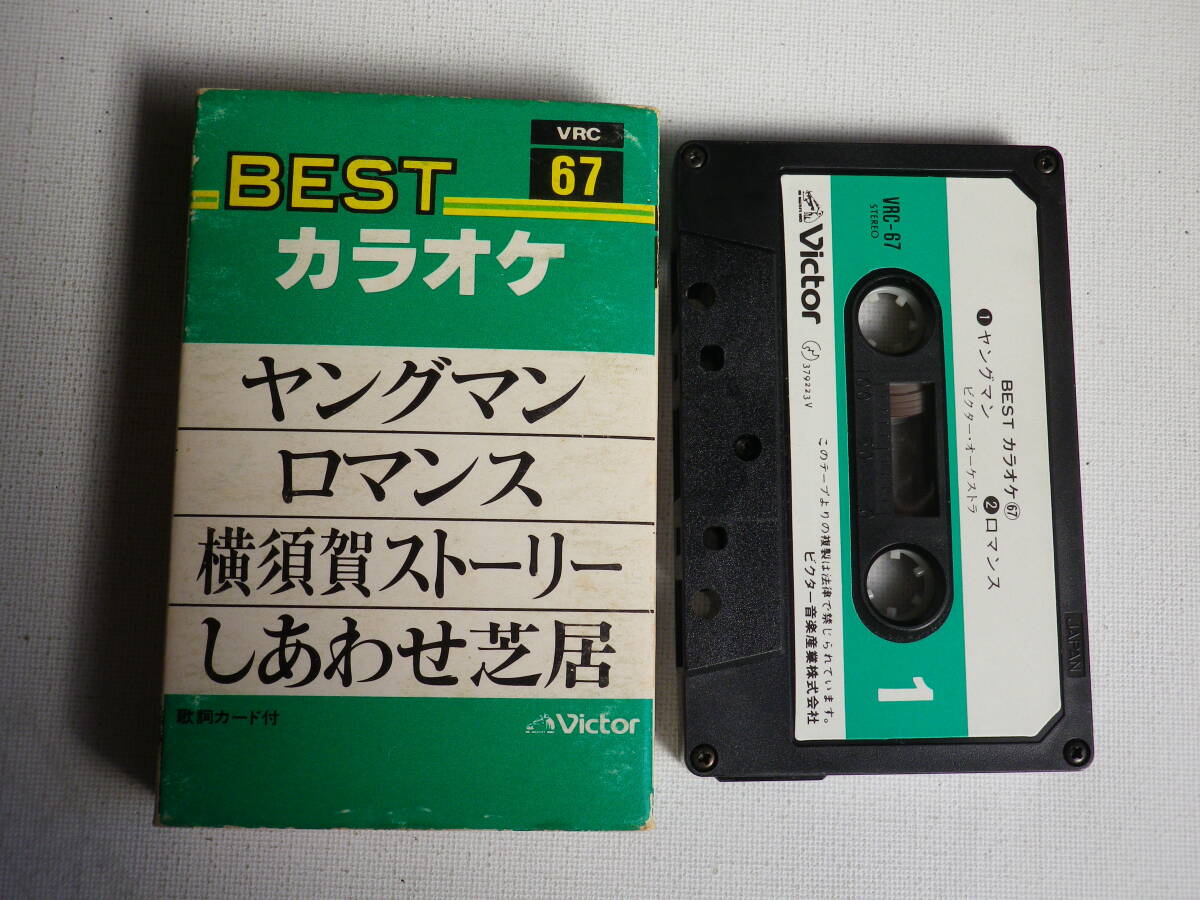 VRC
67
BEST
カラオケ
ヤングマン
ロマンス
横須賀ストーリー
しあわせ芝居
歌詞カード付
Victor
BEST カラオケ67
❶ヤングマン ❷ロマンス
ビクター・オーケストラ
VRC-67
STEREO
Victor
379223V
1
このテープよりの複製は法律で禁じられています。
ビクター音楽産業株式会社
JAPAN